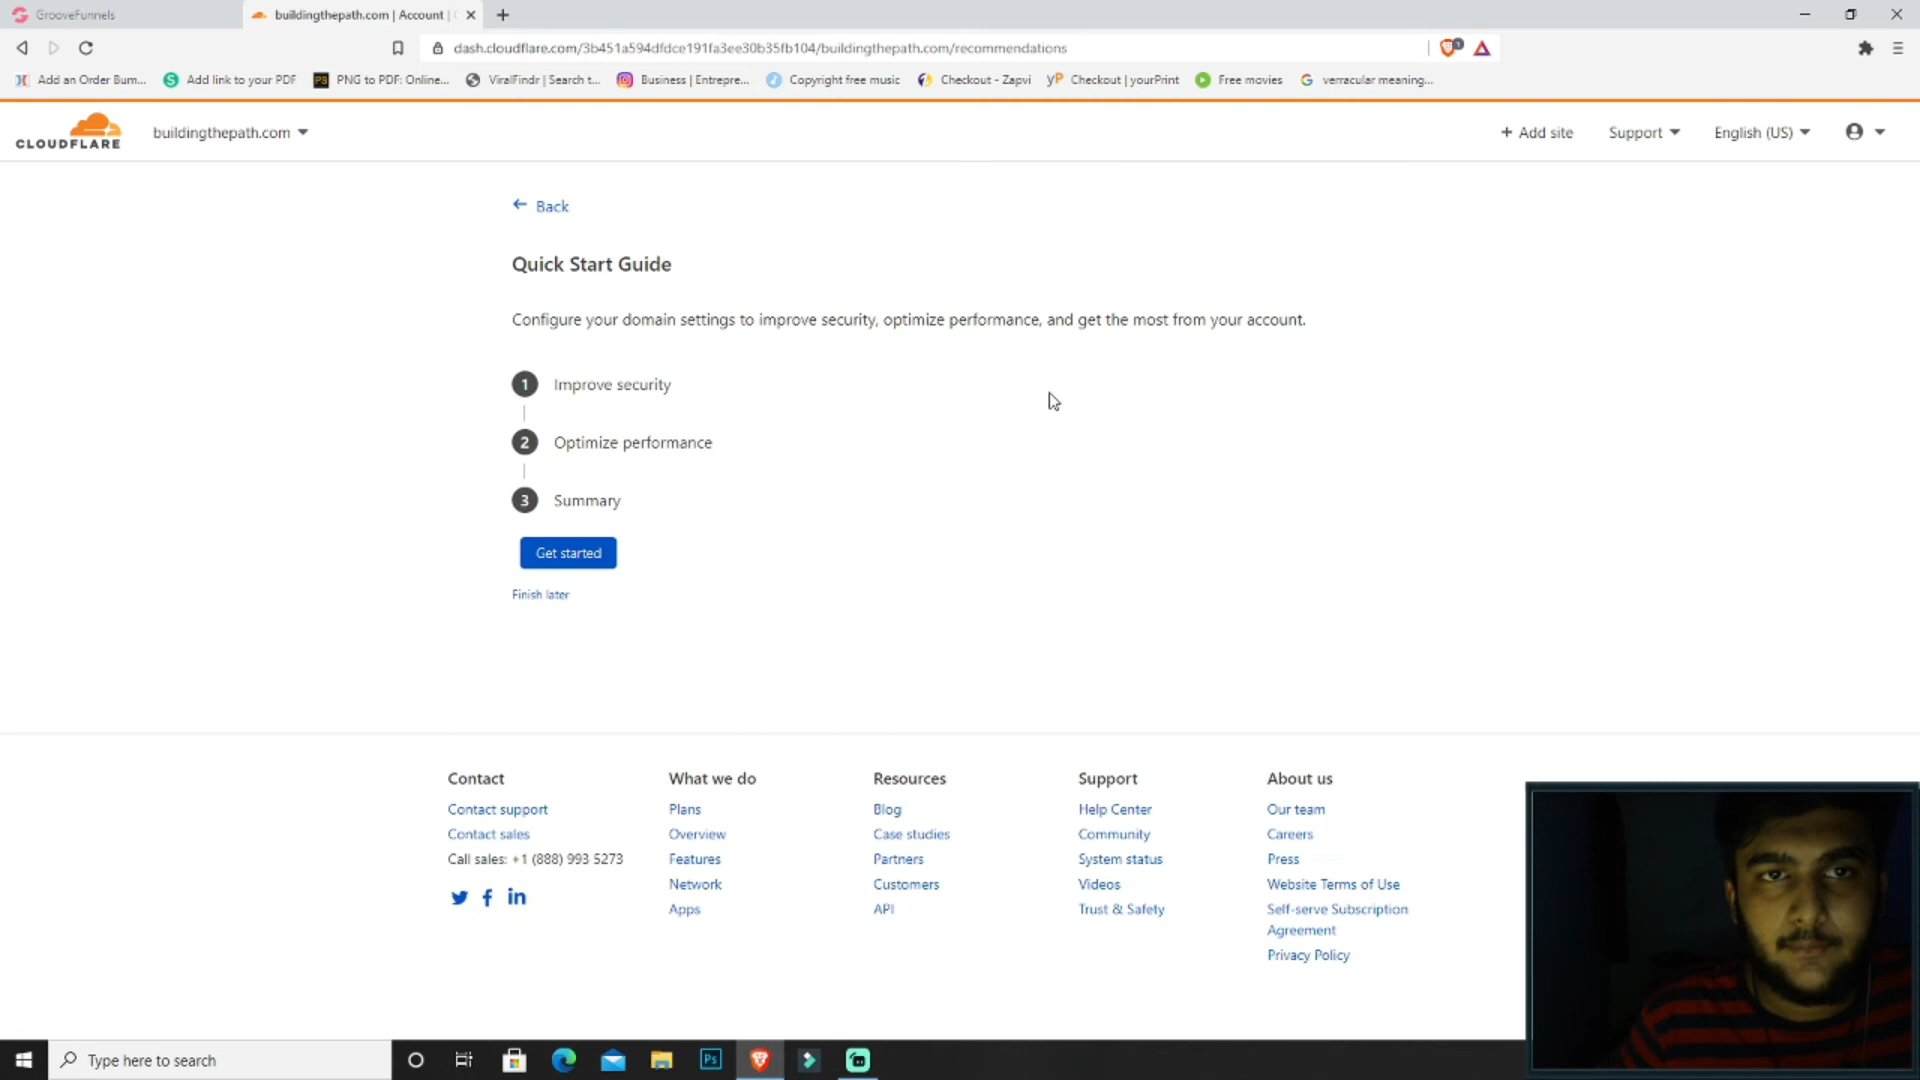 GrooveFunnels
buildingthepath.com | Account |
dash.cloudflare.com/3b451a594dfdce191fa3ee30b35fb104/buildingthepath.com/recommendations
1
Add an Order Bum...
Add link to your PDF
PS
PNG to PDF: Online...
ViralFindr | Search t...
Business | Entrepre...
Copyright free music
Checkout - Zapvi
yP
Checkout | yourPrint
Free movies
G
verracular meaning...
CLOUDFLARE
buildingthepath.com
+ Add site
Support
English (US)
← Back
Quick Start Guide
Configure your domain settings to improve security, optimize performance, and get the most from your account.
1 Improve security
2 Optimize performance
3 Summary
Get started
Finish later
Contact
Contact support
Contact sales
Call sales: +1 (888) 993 5273
What we do
Plans
Overview
Features
Network
Apps
Resources
Blog
Case studies
Partners
Customers
API
Support
Help Center
Community
System status
Videos
Trust & Safety
About us
Our team
Careers
Press
Website Terms of Use
Self-serve Subscription
Agreement
Privacy Policy
Type here to search
Ps